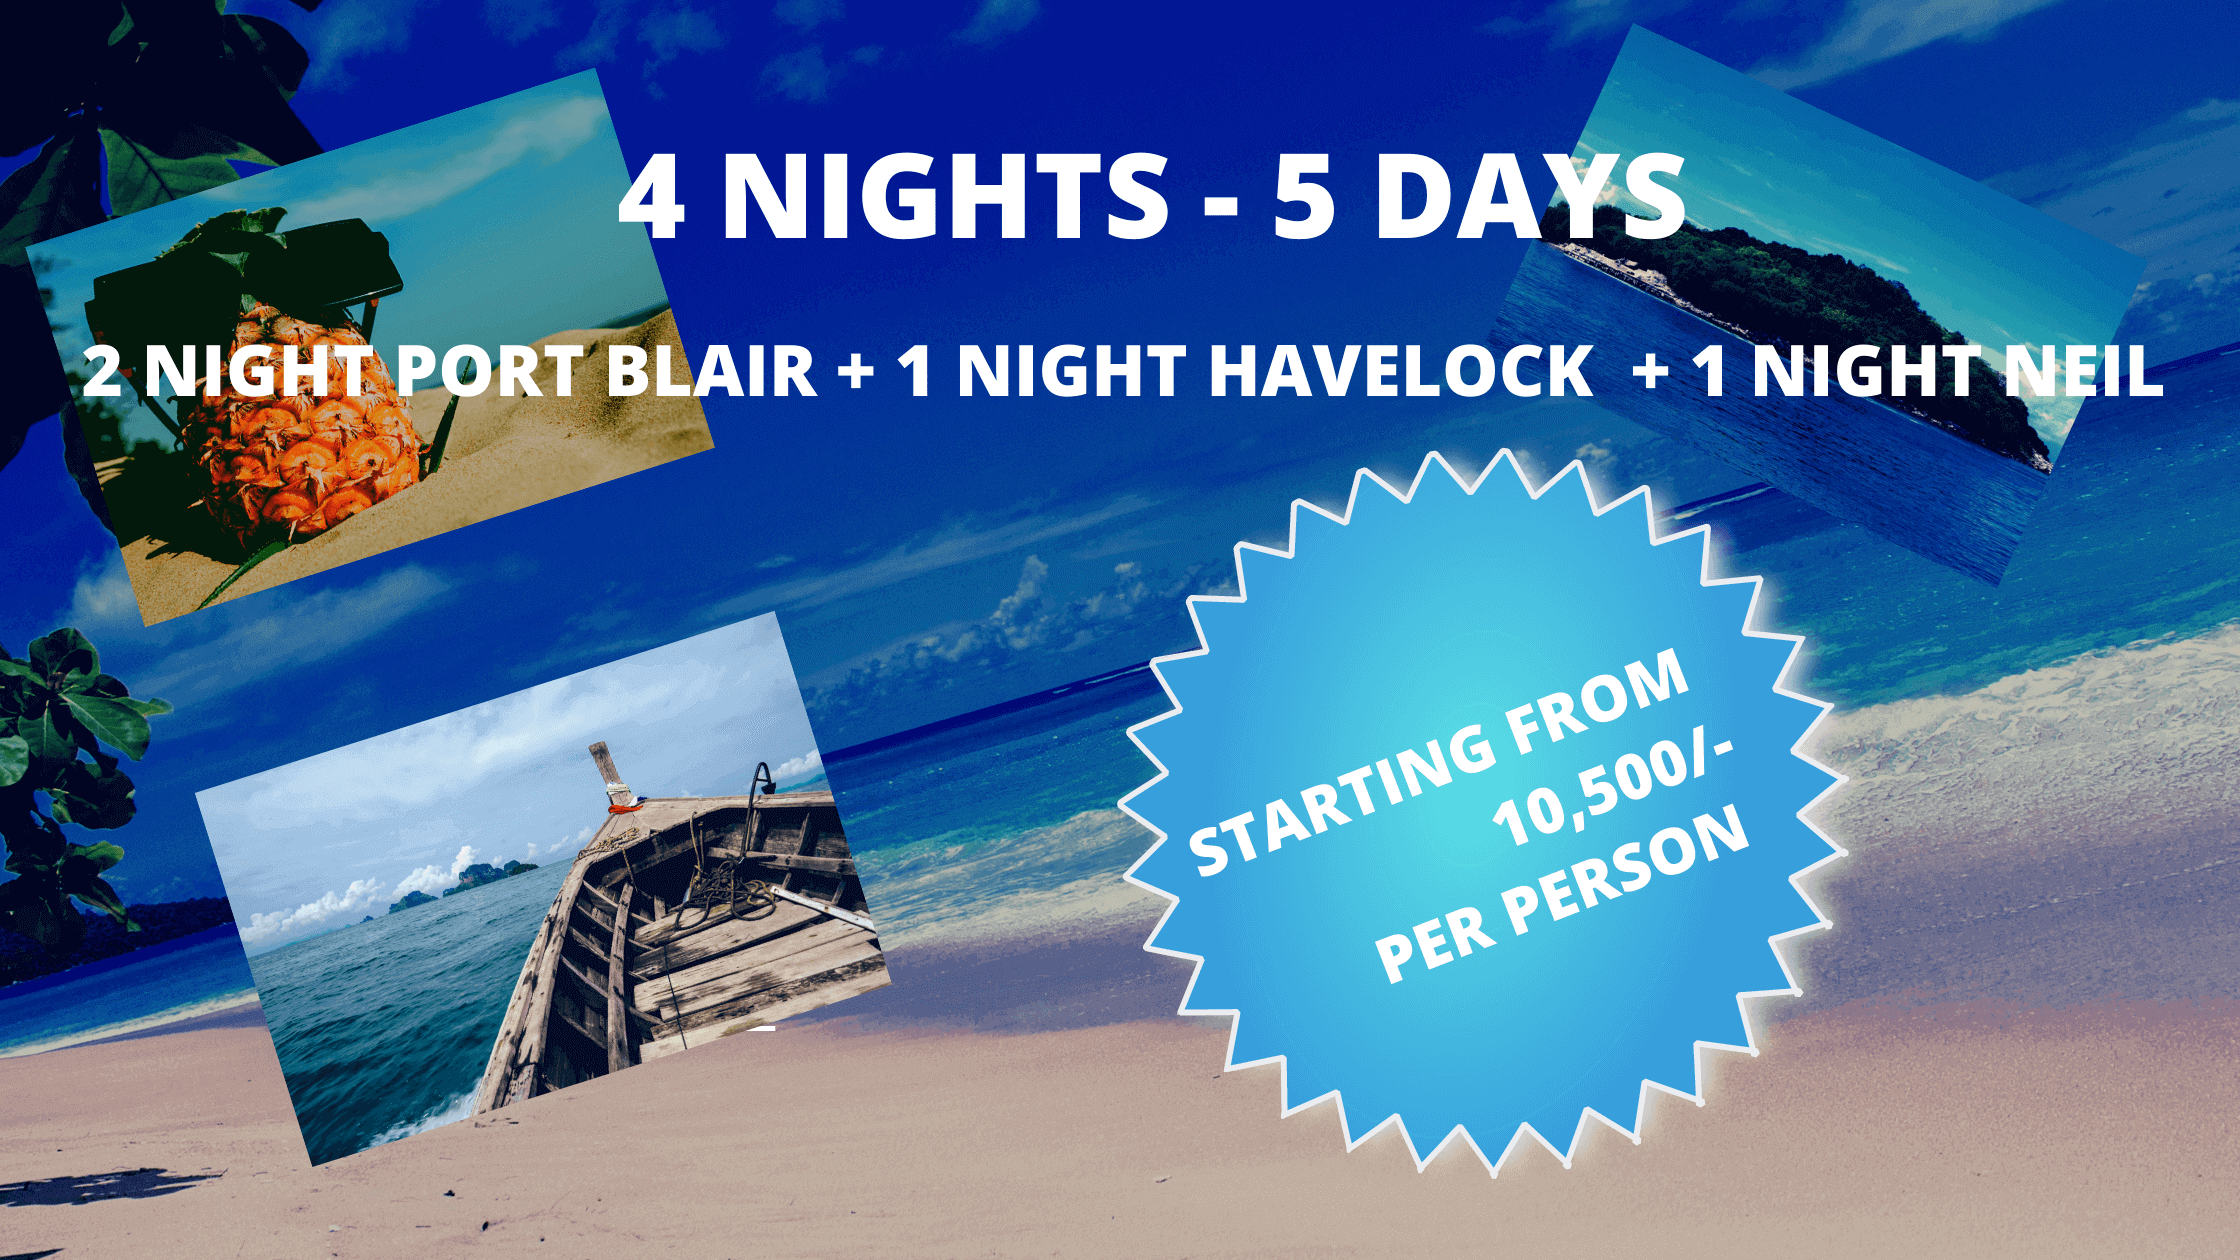 4 NIGHTS - 5 DAYS
2 NIGHT PORT BLAIR + 1 NIGHT HAVELOCK + 1 NIGHT NEIL
STARTING FROM
10,500/-
PER PERSON